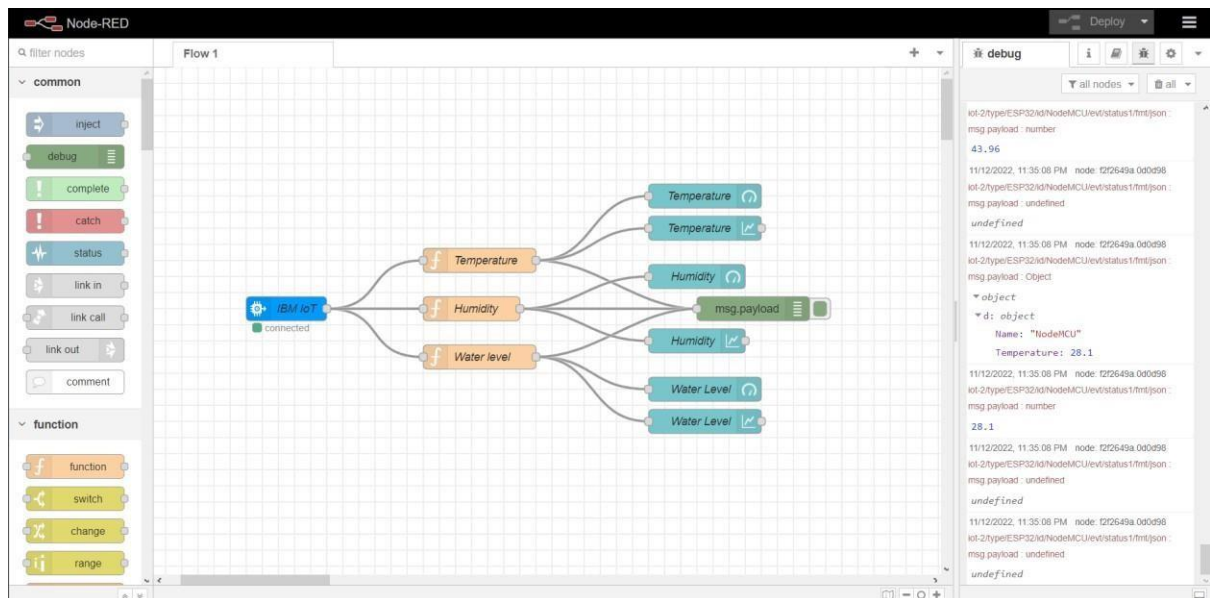 Node-RED
Deploy
filter nodes
Flow 1
debug
all nodes
all
common
inject
debug
complete
catch
status
link in
link call
link out
comment
function
function
switch
change
range
IBM IoT
connected
Temperature
Humidity
Water level
Temperature
Temperature
Humidity
msg.payload
Humidity
Water Level
Water Level
iot-2/type/ESP32/id/NodeMCU/evt/status1/fmt/json :
msg.payload : number
43.96
11/12/2022, 11:35:08 PM node: f2f2649a.0d0d98
iot-2/type/ESP32/id/NodeMCU/evt/status1/fmt/json :
msg.payload : undefined
undefined
11/12/2022, 11:35:08 PM node: f2f2649a.0d0d98
iot-2/type/ESP32/id/NodeMCU/evt/status1/fmt/json :
msg.payload : Object
object
d: object
Name: "NodeMCU"
Temperature: 28.1
11/12/2022, 11:35:08 PM node: f2f2649a.0d0d98
iot-2/type/ESP32/id/NodeMCU/evt/status1/fmt/json :
msg.payload : number
28.1
11/12/2022, 11:35:08 PM node: f2f2649a.0d0d98
iot-2/type/ESP32/id/NodeMCU/evt/status1/fmt/json :
msg.payload : undefined
undefined
11/12/2022, 11:35:08 PM node: f2f2649a.0d0d98
iot-2/type/ESP32/id/NodeMCU/evt/status1/fmt/json :
msg.payload : undefined
undefined